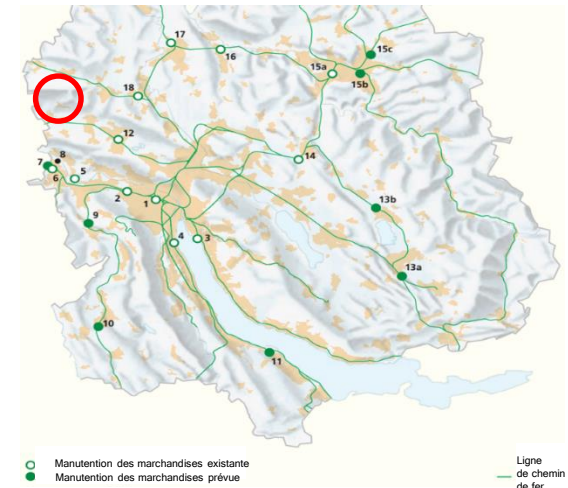 17
16
15c
15a
15b
18
12
14
8
7
6
5
2
1
13b
9
4
3
13a
10
11
Manutention des marchandises existante
Manutention des marchandises prévue
Ligne
de chemin
de fer